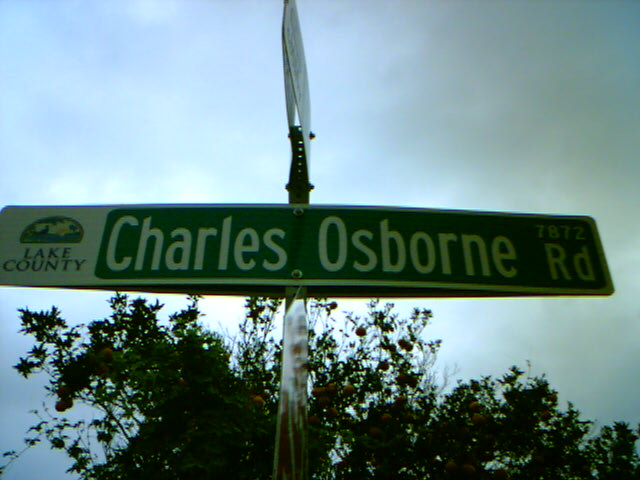 LAKE
COUNTY
Charles Osborne Rd
7872